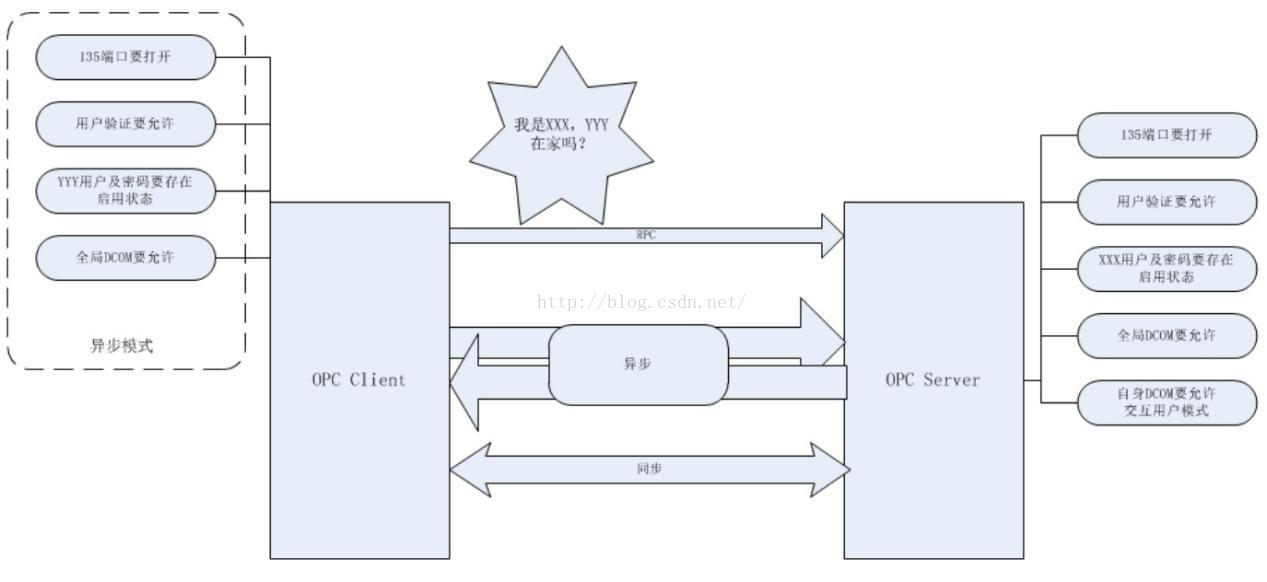 135端口要打开
用户验证要允许
YYY用户及密码要存在
启用状态
全局DCOM要允许
异步模式
我是XXX，YYY
在家吗？
RPC
http://blog.csdn.net/
异步
同步
OPC Client
OPC Server
135端口要打开
用户验证要允许
XXX用户及密码要存在
启用状态
全局DCOM要允许
自身DCOM要允许
交互用户模式